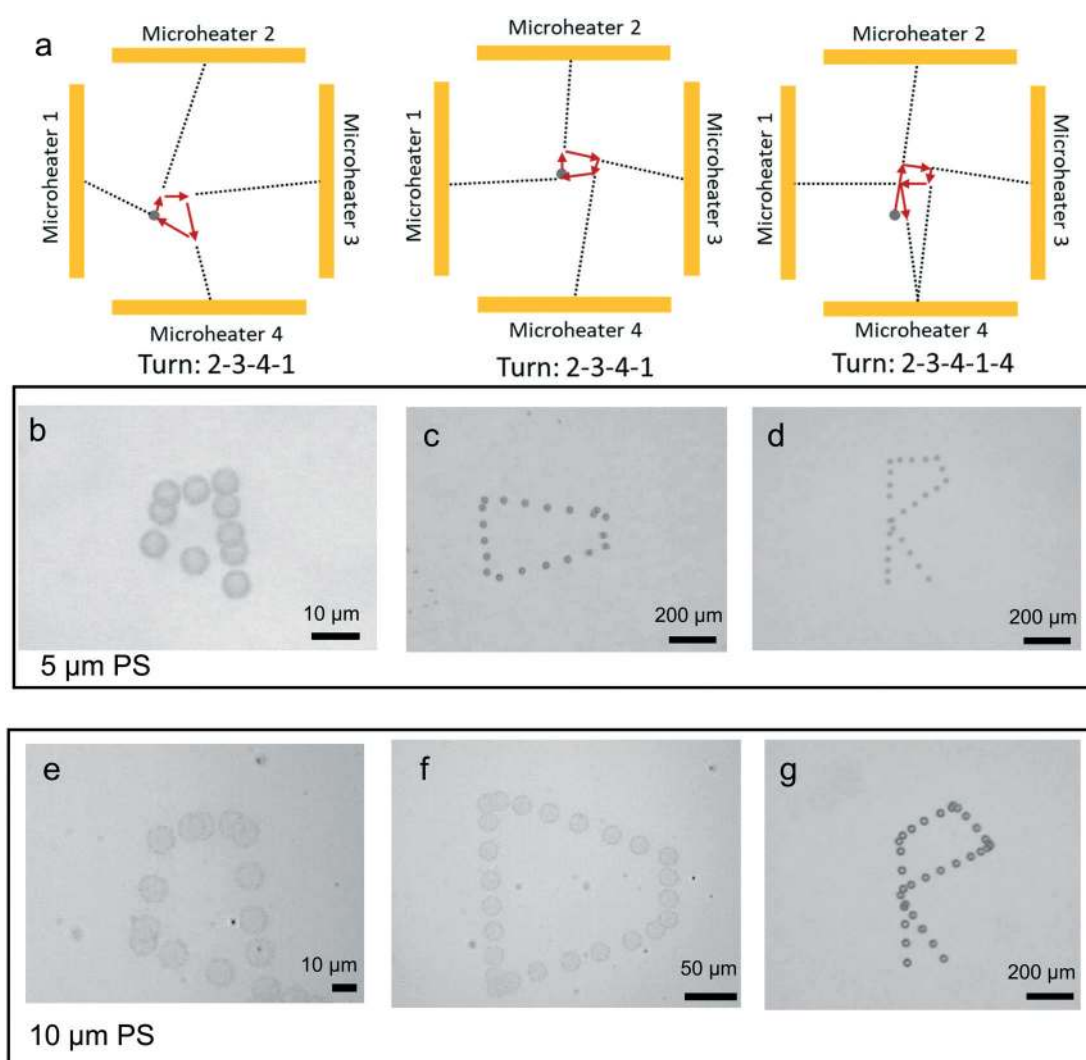 a
Microheater 2
Microheater 1
Microheater 3
Microheater 4
Turn: 2-3-4-1
Microheater 2
Microheater 1
Microheater 3
Microheater 4
Turn: 2-3-4-1
Microheater 2
Microheater 1
Microheater 3
Microheater 4
Turn: 2-3-4-1-4
b
10 µm
c
200 µm
d
200 µm
5 µm PS
e
10 µm
f
50 µm
g
200 µm
10 µm PS